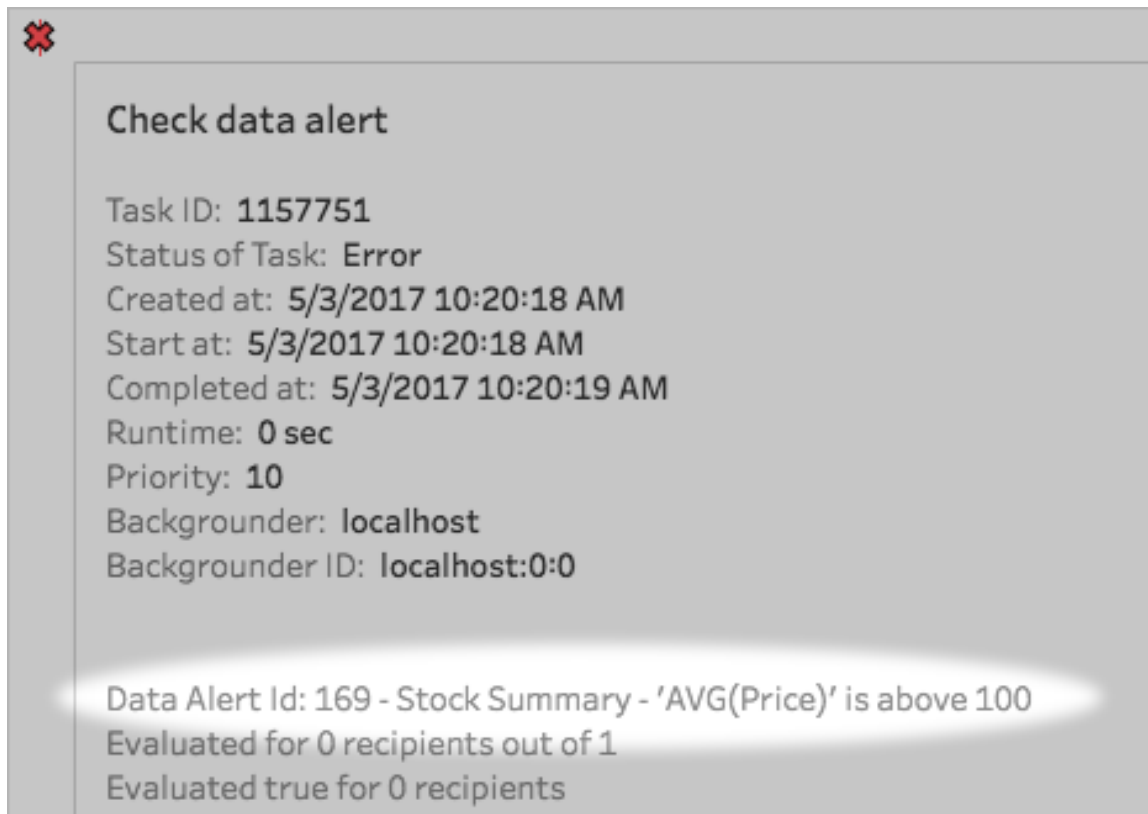 Check data alert
Task ID: 1157751
Status of Task: Error
Created at: 5/3/2017 10:20:18 AM
Start at: 5/3/2017 10:20:18 AM
Completed at: 5/3/2017 10:20:19 AM
Runtime: 0 sec
Priority: 10
Backgrounder: localhost
Backgrounder ID: localhost:0:0
Data Alert Id: 169 - Stock Summary - 'AVG(Price)' is above 100
Evaluated for 0 recipients out of 1
Evaluated true for 0 recipients